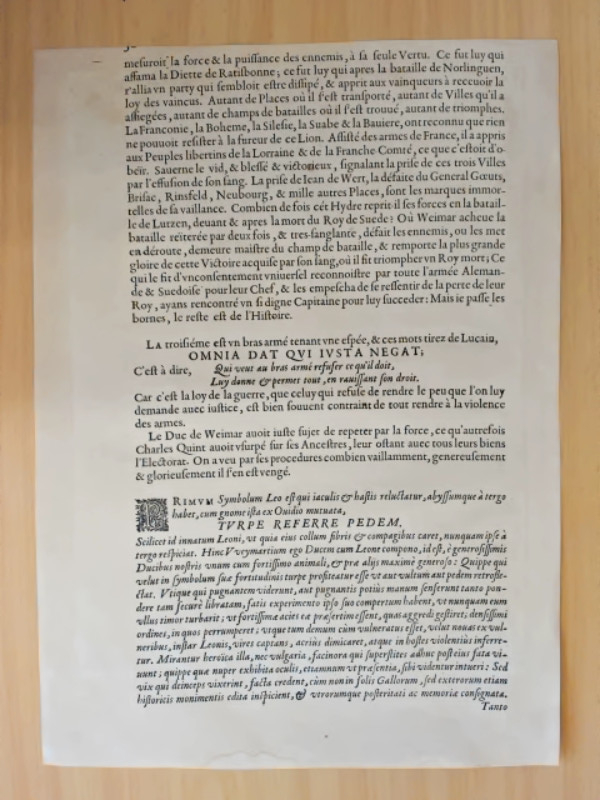 mesuroit la force & la puissance des ennemis, à sa seule Vertu. Ce fut luy qui
affama la Diette de Ratisbonne; ce fut luy qui apres la bataille de Norlinguen,
r'allia vn party qui sembloit estre dissipé, & apprit aux vainqueurs à receuoir la
loy des vaincus. Autant de Places où il s'est transporté, autant de Villes qu'il a
assiegées, autant de champs de batailles où il s'est trouué, autant de triomphes.
La Franconie, la Boheme, la Silesie, la Suabe & la Bauiere, ont reconnu que rien
ne pouuoit resister à la fureur de ce Lion. Assisté des armes de France, il a appris
aux Peuples libertins de la Lorraine & de la Franche Comté, ce que c'estoit d'o-
beïr. Sauerne le vid, & blessé & victorieux, signalant la prise de ces trois Villes
par l'effusion de son sang. La prise de Iean de Wert, la défaite du General Gœuts,
Brisac, Rinsfeld, Neubourg, & mille autres Places, sont les marques immor-
telles de sa vaillance. Combien de fois cét Hydre reprit-il ses forces en la batail-
le de Lutzen, deuant & apres la mort du Roy de Suede? Où Weimar acheue la
bataille reïterée par deux fois, & tres-sanglante, défait les ennemis, ou les met
en déroute, demeure maistre du champ de bataille, & remporte la plus grande
gloire de cette Victoire acquise par son sang, où il fit triompher vn Roy mort; Ce
qui le fit d'vn consentement vniuersel reconnoistre par toute l'armée Aleman-
de & Suedoise pour leur Chef, & les empescha de se ressentir de la perte de leur
Roy, ayans rencontré vn si digne Capitaine pour luy succeder: Mais ie passe les
bornes, le reste est de l'Histoire.
LA troisiéme est vn bras armé tenant vne espée, & ces mots tirez de Lucain,
OMNIA DAT QVI IVSTA NEGAT;
C'est à dire, Qui veut au bras armé refuser ce qu'il doit,
Luy donne & permet tout, en rauissant son droit.
Car c'est la loy de la guerre, que celuy qui refuse de rendre le peu que l'on luy
demande auec iustice, est bien souuent contraint de tout rendre à la violence
des armes.
Le Duc de Weimar auoit iuste sujet de repeter par la force, ce qu'autrefois
Charles Quint auoit vsurpé sur ses Ancestres, leur ostant auec tous leurs biens
l'Electorat. On a veu par ses procedures combien vaillamment, genereusement
& glorieusement il s'en est vengé.
PRIMVM Symbolum Leo est qui iaculis & hastis reluctatur, abyssumque à tergo
habet, cum gnome ista ex Ouidio mutuata,
TVRPE REFERRE PEDEM.
Scilicet id innatum Leoni, vt quia eius collum fibris & compagibus caret, nunquam ipse à
tergo respiciat. Hinc Vveymartium ego Ducem cum Leone compono, id est, è generosissimis
Ducibus nostris vnum cum fortissimo animali, & præ alijs maximè generoso: Quippe qui
velut in symbolum suæ fortitudinis turpe profiteatur esse vt aut vultum aut pedem retrofle-
ctat. Vtique qui pugnantem viderunt, aut pugnantis potiùs manum senserunt tanto pon-
dere tam securè libratam, satis experimento ipso suo compertum habent, vt nunquam eum
vllus timor turbarit; vt fortissimæ acies ea præsertim essent, quas aggredi gestiret; densissimi
ordines, in quos perrumperet; vtque tum demum cùm vulneratus esset, velut nouas ex vul-
neribus, instar Leonis, vires captans, acriùs dimicaret, atque in hostes violentiùs inferre-
tur. Mirantur heroïca illa, nec vulgaria, facinora qui superstites adhuc post eius fata vi-
uunt; quippe quæ nuper exhibita oculis, etiamnum vt præsentia, sibi videntur intueri: Sed
vix qui deinceps vixerint, facta credent, cùm non in solis Gallorum, sed exterorum etiam
historicis monimentis edita inspicient, & vtrorumque posteritati ac memoriæ consignata.
Tanto